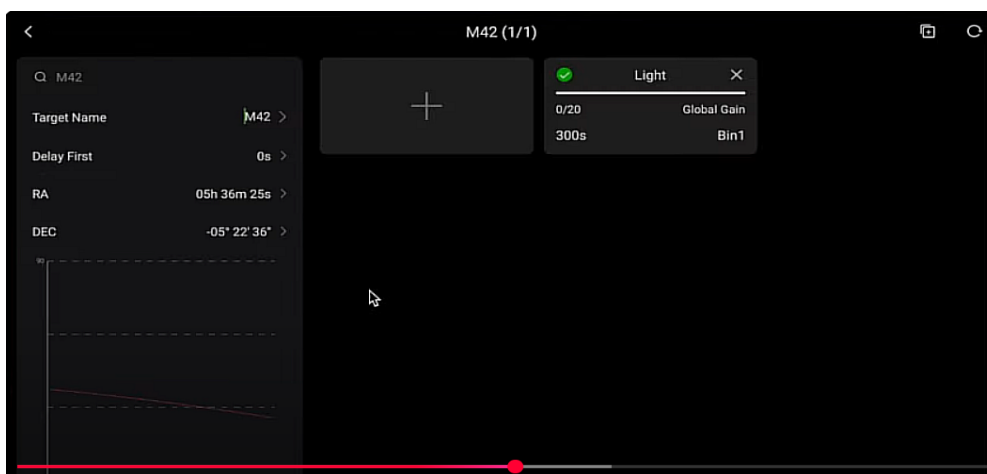 M42 (1/1)
M42
Target Name M42
Delay First 0s
RA 05h 36m 25s
DEC -05° 22' 36"
90
Light
0/20 Global Gain
300s Bin1